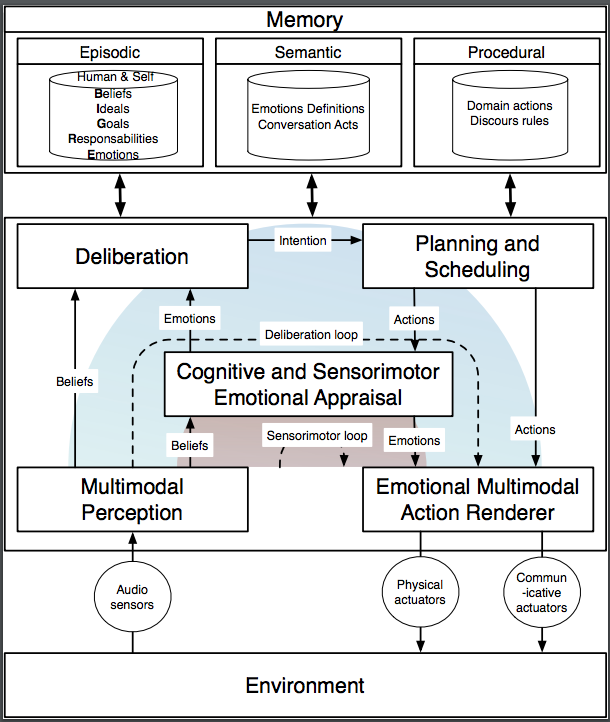 Memory
Episodic
Semantic
Procedural
Human & Self
Beliefs
Ideals
Goals
Responsabilities
Emotions
Emotions Definitions
Conversation Acts
Domain actions
Discours rules
Deliberation
Intention
Planning and
Scheduling
Emotions
Actions
Deliberation loop
Cognitive and Sensorimotor
Emotional Appraisal
Beliefs
Beliefs
Sensorimotor loop
Emotions
Actions
Multimodal
Perception
Emotional Multimodal
Action Renderer
Audio
sensors
Physical
actuators
Commun
-icative
actuators
Environment